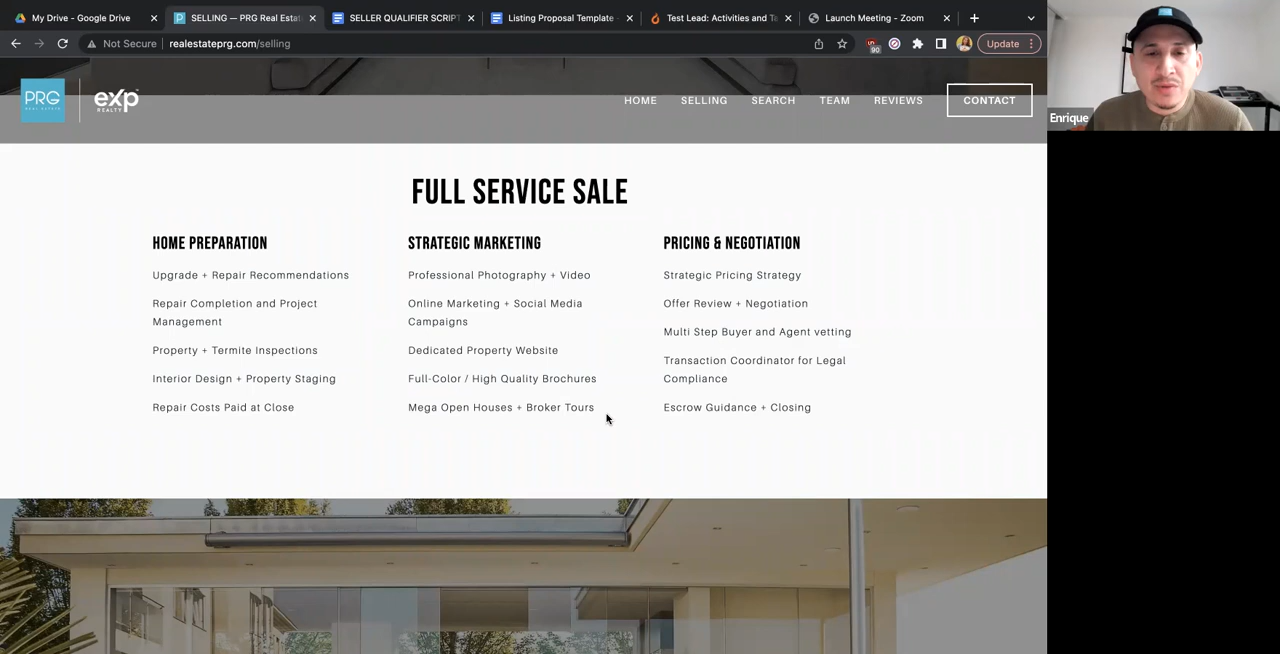 My Drive - Google Drive
SELLING — PRG Real Estat
SELLER QUALIFIER SCRIPT
Listing Proposal Template
Test Lead: Activities and Ta
Launch Meeting - Zoom
Not Secure
realestateprg.com/selling
90
Update
PRG
REAL ESTATE
eXp
REALTY
HOME
SELLING
SEARCH
TEAM
REVIEWS
CONTACT
Enrique
FULL SERVICE SALE
HOME PREPARATION
Upgrade + Repair Recommendations
Repair Completion and Project
Management
Property + Termite Inspections
Interior Design + Property Staging
Repair Costs Paid at Close
STRATEGIC MARKETING
Professional Photography + Video
Online Marketing + Social Media
Campaigns
Dedicated Property Website
Full-Color / High Quality Brochures
Mega Open Houses + Broker Tours
PRICING & NEGOTIATION
Strategic Pricing Strategy
Offer Review + Negotiation
Multi Step Buyer and Agent vetting
Transaction Coordinator for Legal
Compliance
Escrow Guidance + Closing